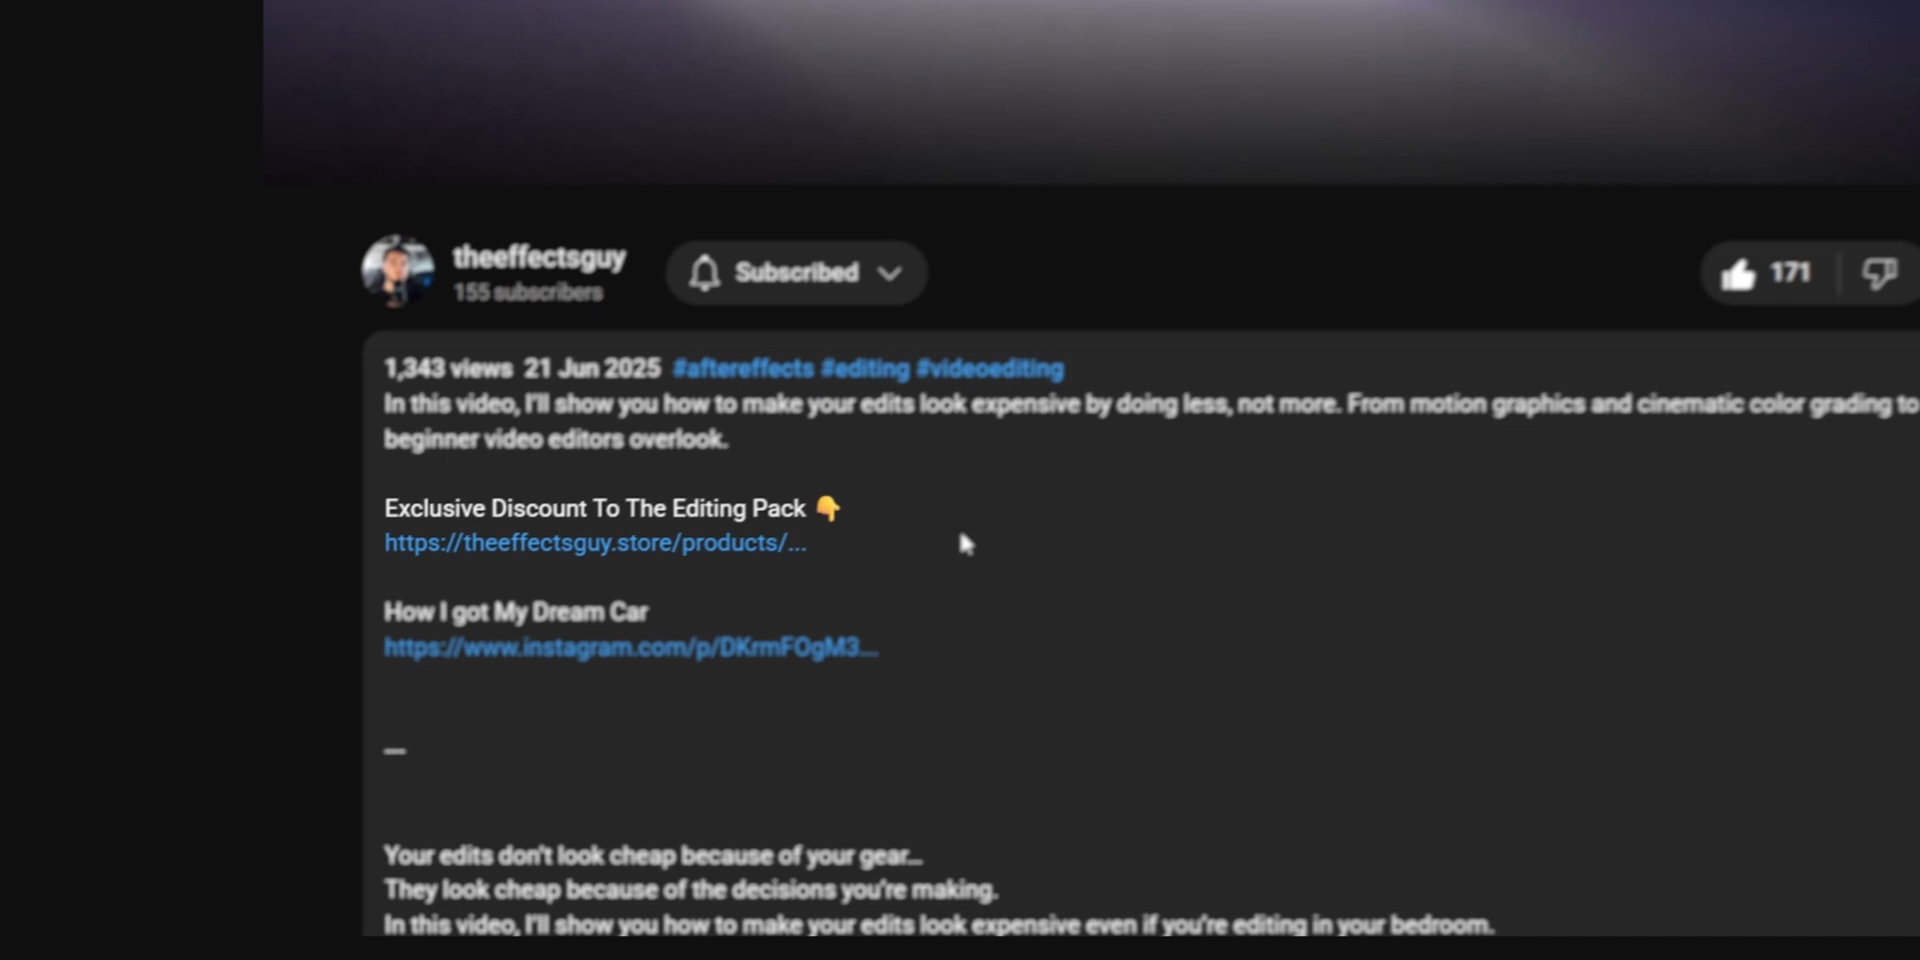 theeffectsguy
155 subscribers
Subscribed
171
1,343 views 21 Jun 2025 #aftereffects #editing #videoediting
In this video, I'll show you how to make your edits look expensive by doing less, not more. From motion graphics and cinematic color grading to
beginner video editors overlook.
Exclusive Discount To The Editing Pack 👇
https://theeffectsguy.store/products/...
How I got My Dream Car
https://www.instagram.com/p/DKrmFOgM3...
—
Your edits don't look cheap because of your gear...
They look cheap because of the decisions you're making.
In this video, I'll show you how to make your edits look expensive even if you're editing in your bedroom.